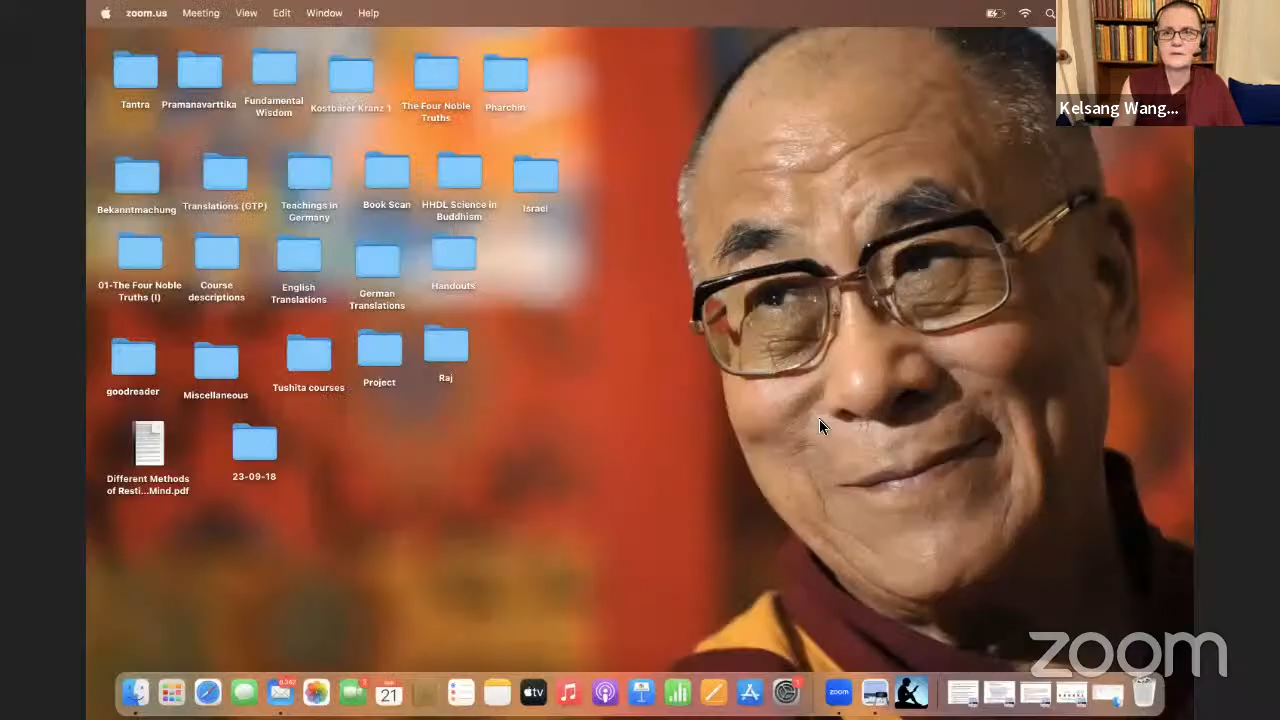 zoom.us Meeting View Edit Window Help
Kelsang Wang...
Tantra
Pramanavarttika
Fundamental
Wisdom
Kostbarer Kranz 1
The Four Noble
Truths
Pharchin
Bekanntmachung
Translations (GTP)
Teachings in
Germany
Book Scan
HHDL Science in
Buddhism
Israel
01-The Four Noble
Truths (I)
Course
descriptions
English
Translations
German
Translations
Handouts
goodreader
Miscellaneous
Tushita courses
Project
Raj
Different Methods
of Resti...Mind.pdf
23-09-18
zoom
21
tv
zoom